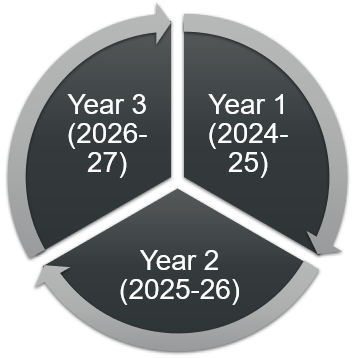 Year 1
(2024-
25)
Year 2
(2025-26)
Year 3
(2026-
27)